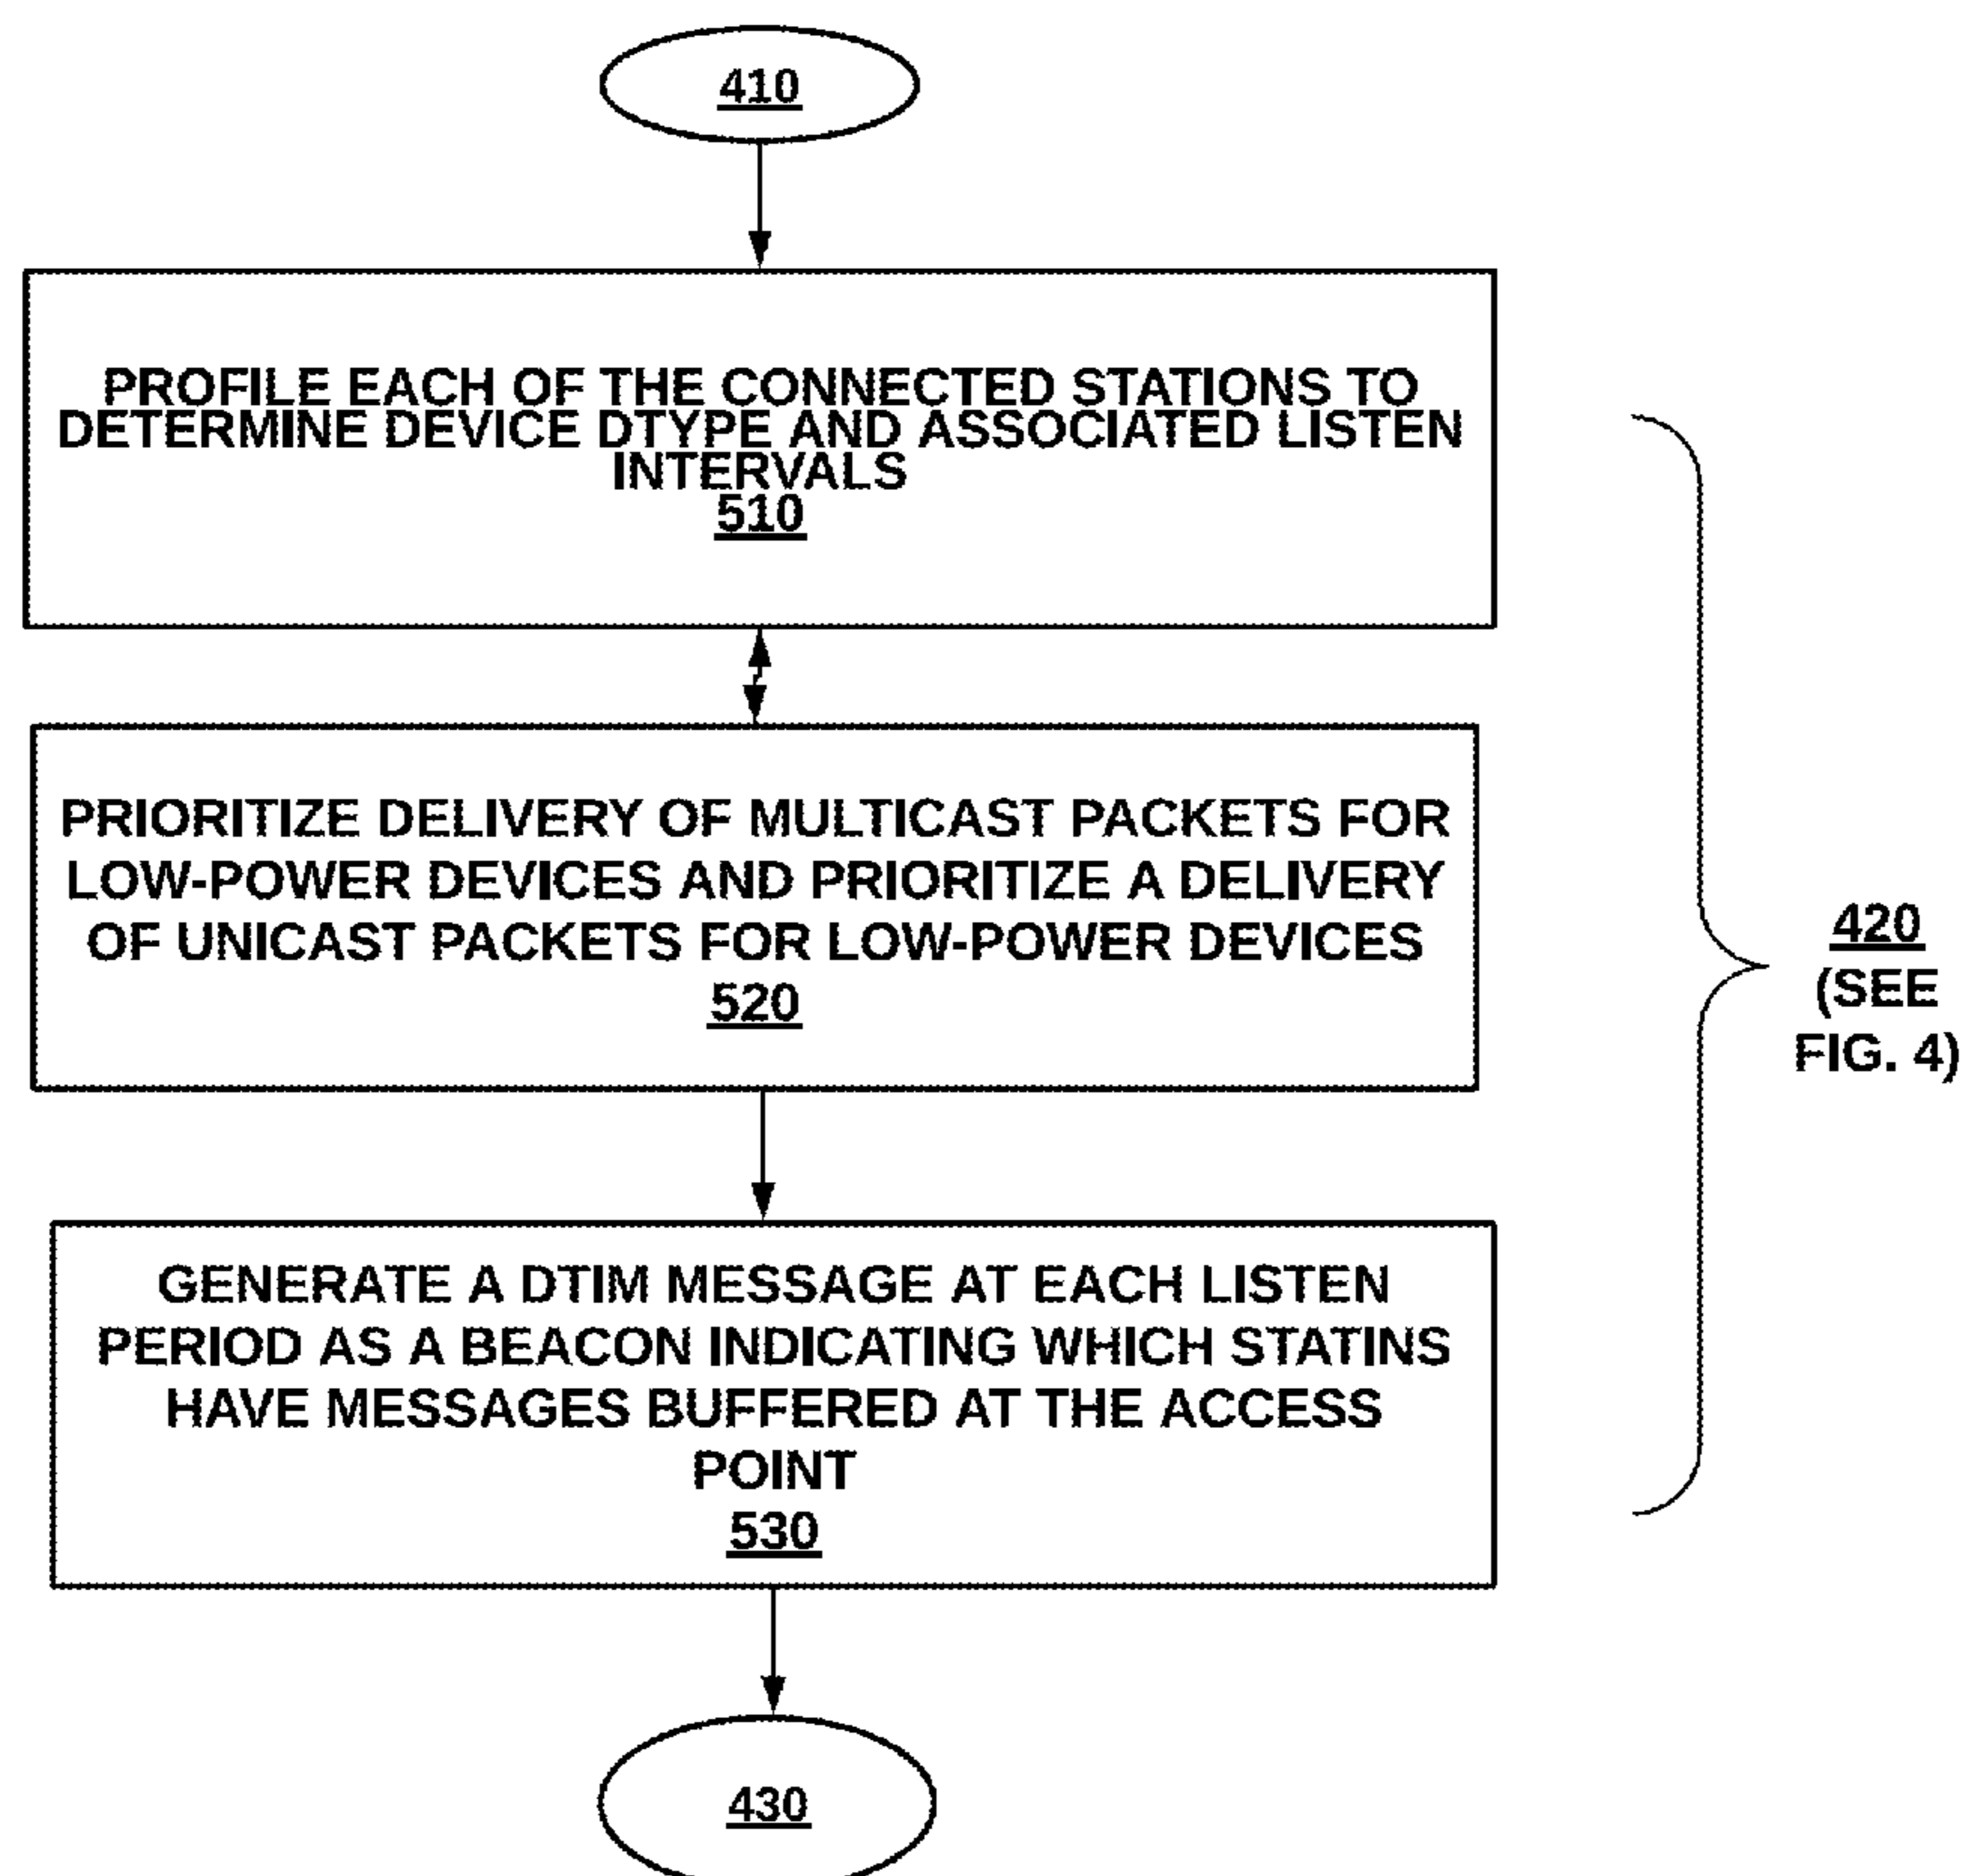 410
PROFILE EACH OF THE CONNECTED STATIONS TO
DETERMINE DEVICE DTYPE AND ASSOCIATED LISTEN
INTERVALS
510
PRIORITIZE DELIVERY OF MULTICAST PACKETS FOR
LOW-POWER DEVICES AND PRIORITIZE A DELIVERY
OF UNICAST PACKETS FOR LOW-POWER DEVICES
520
420
(SEE
FIG. 4)
GENERATE A DTIM MESSAGE AT EACH LISTEN
PERIOD AS A BEACON INDICATING WHICH STATINS
HAVE MESSAGES BUFFERED AT THE ACCESS
POINT
530
430